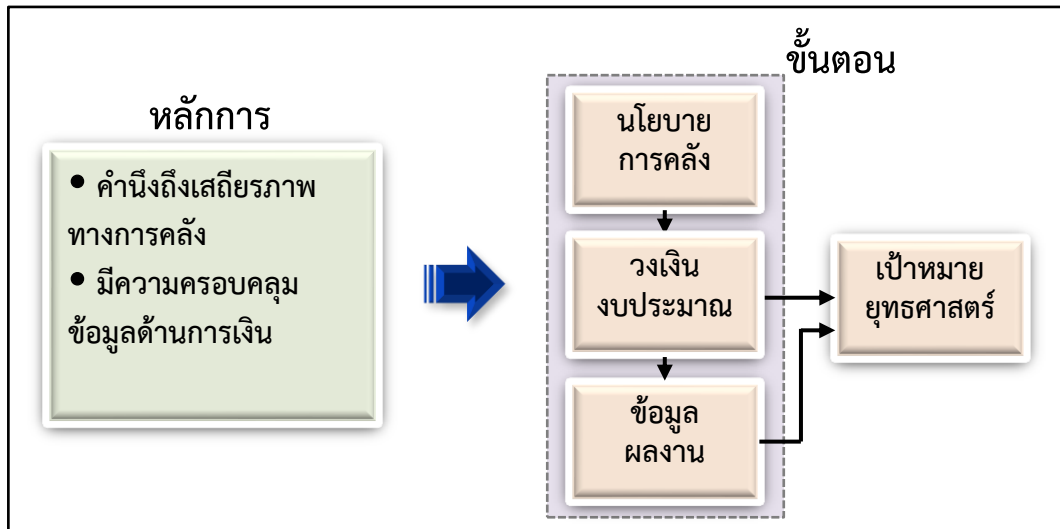 หลักการ
• คำนึงถึงเสถียรภาพ
ทางการคลัง
• มีความครอบคลุม
ข้อมูลด้านการเงิน
ขั้นตอน
นโยบาย
การคลัง
วงเงิน
งบประมาณ
ข้อมูล
ผลงาน
เป้าหมาย
ยุทธศาสตร์